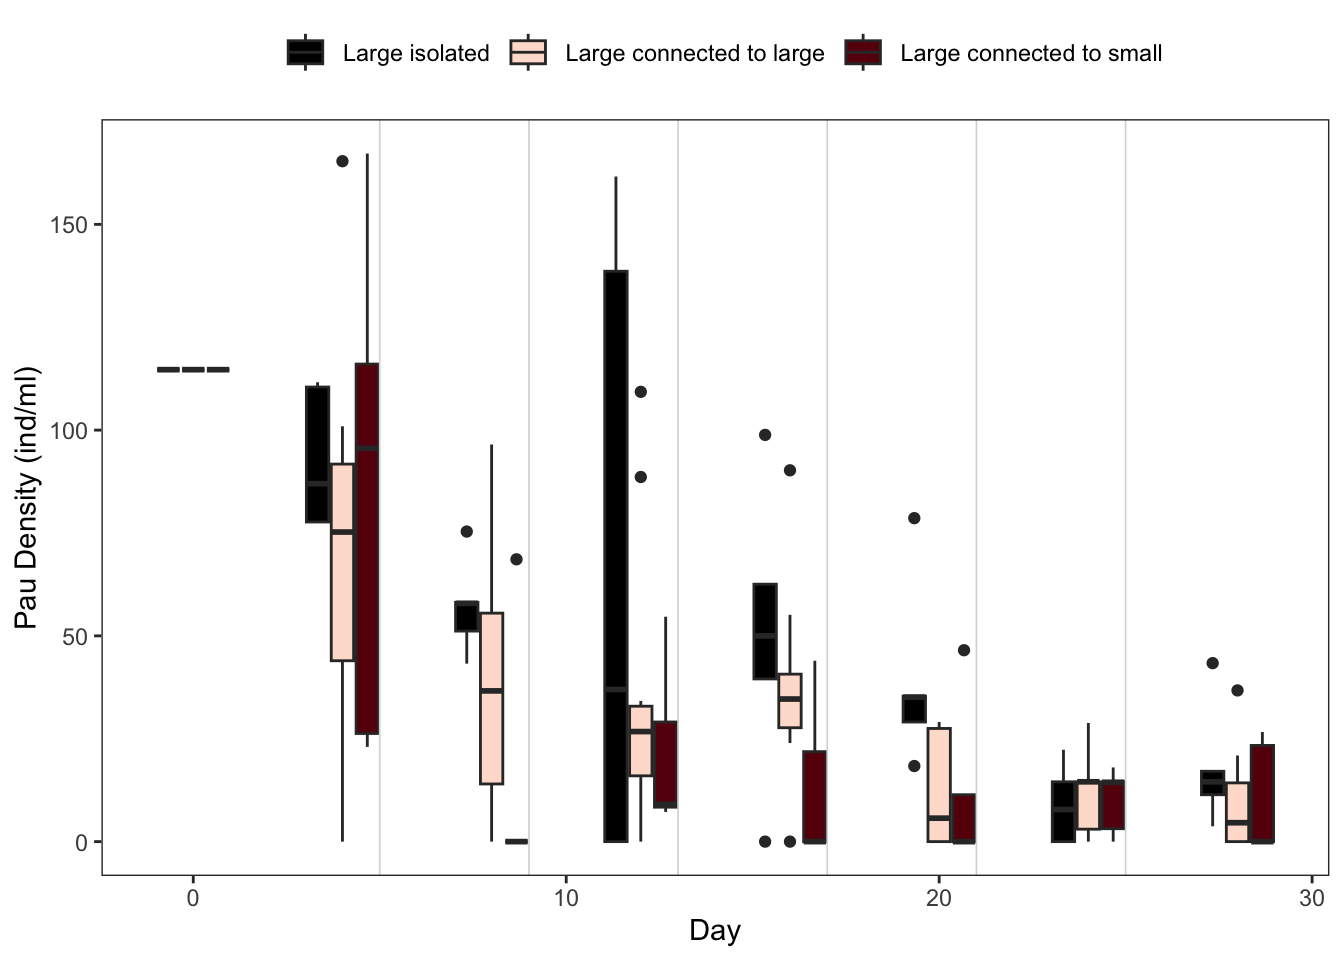 Large isolated Large connected to large Large connected to small
150
100
50
0
Pau Density (ind/ml)
0 10 20 30
Day